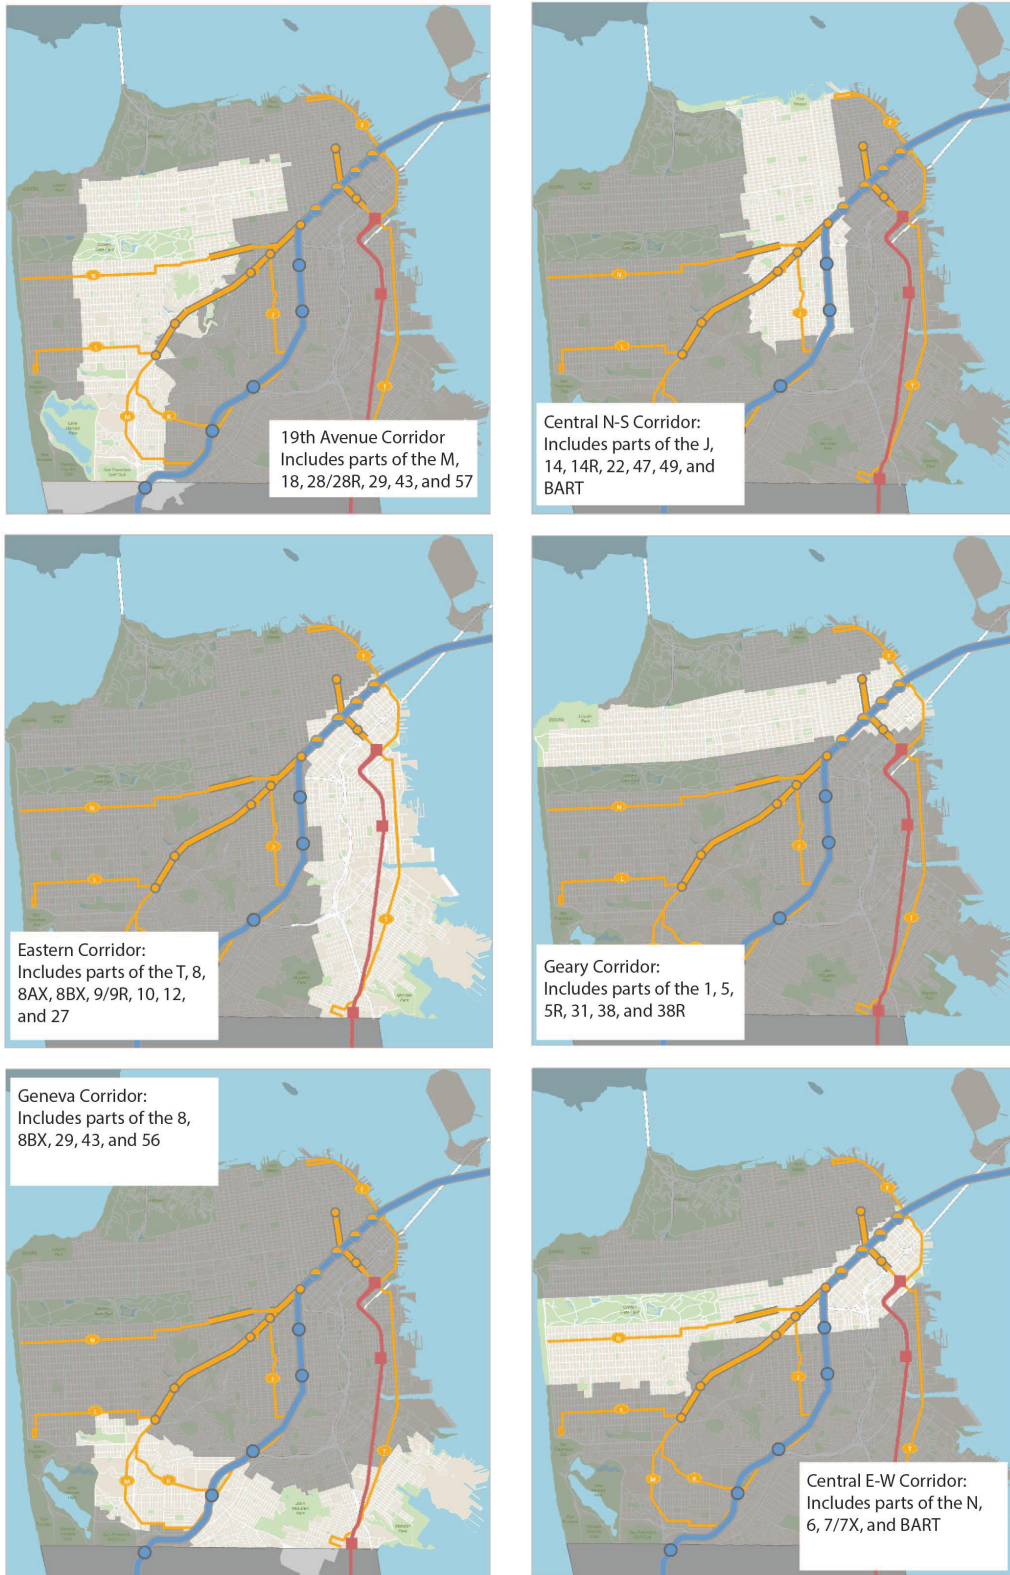 19th Avenue Corridor
Includes parts of the M,
18, 28/28R, 29, 43, and 57
Central N-S Corridor:
Includes parts of the J,
14, 14R, 22, 47, 49, and
BART
Eastern Corridor:
Includes parts of the T, 8,
8AX, 8BX, 9/9R, 10, 12,
and 27
Geary Corridor:
Includes parts of the 1, 5,
5R, 31, 38, and 38R
Geneva Corridor:
Includes parts of the 8,
8BX, 29, 43, and 56
Central E-W Corridor:
Includes parts of the N,
6, 7/7X, and BART